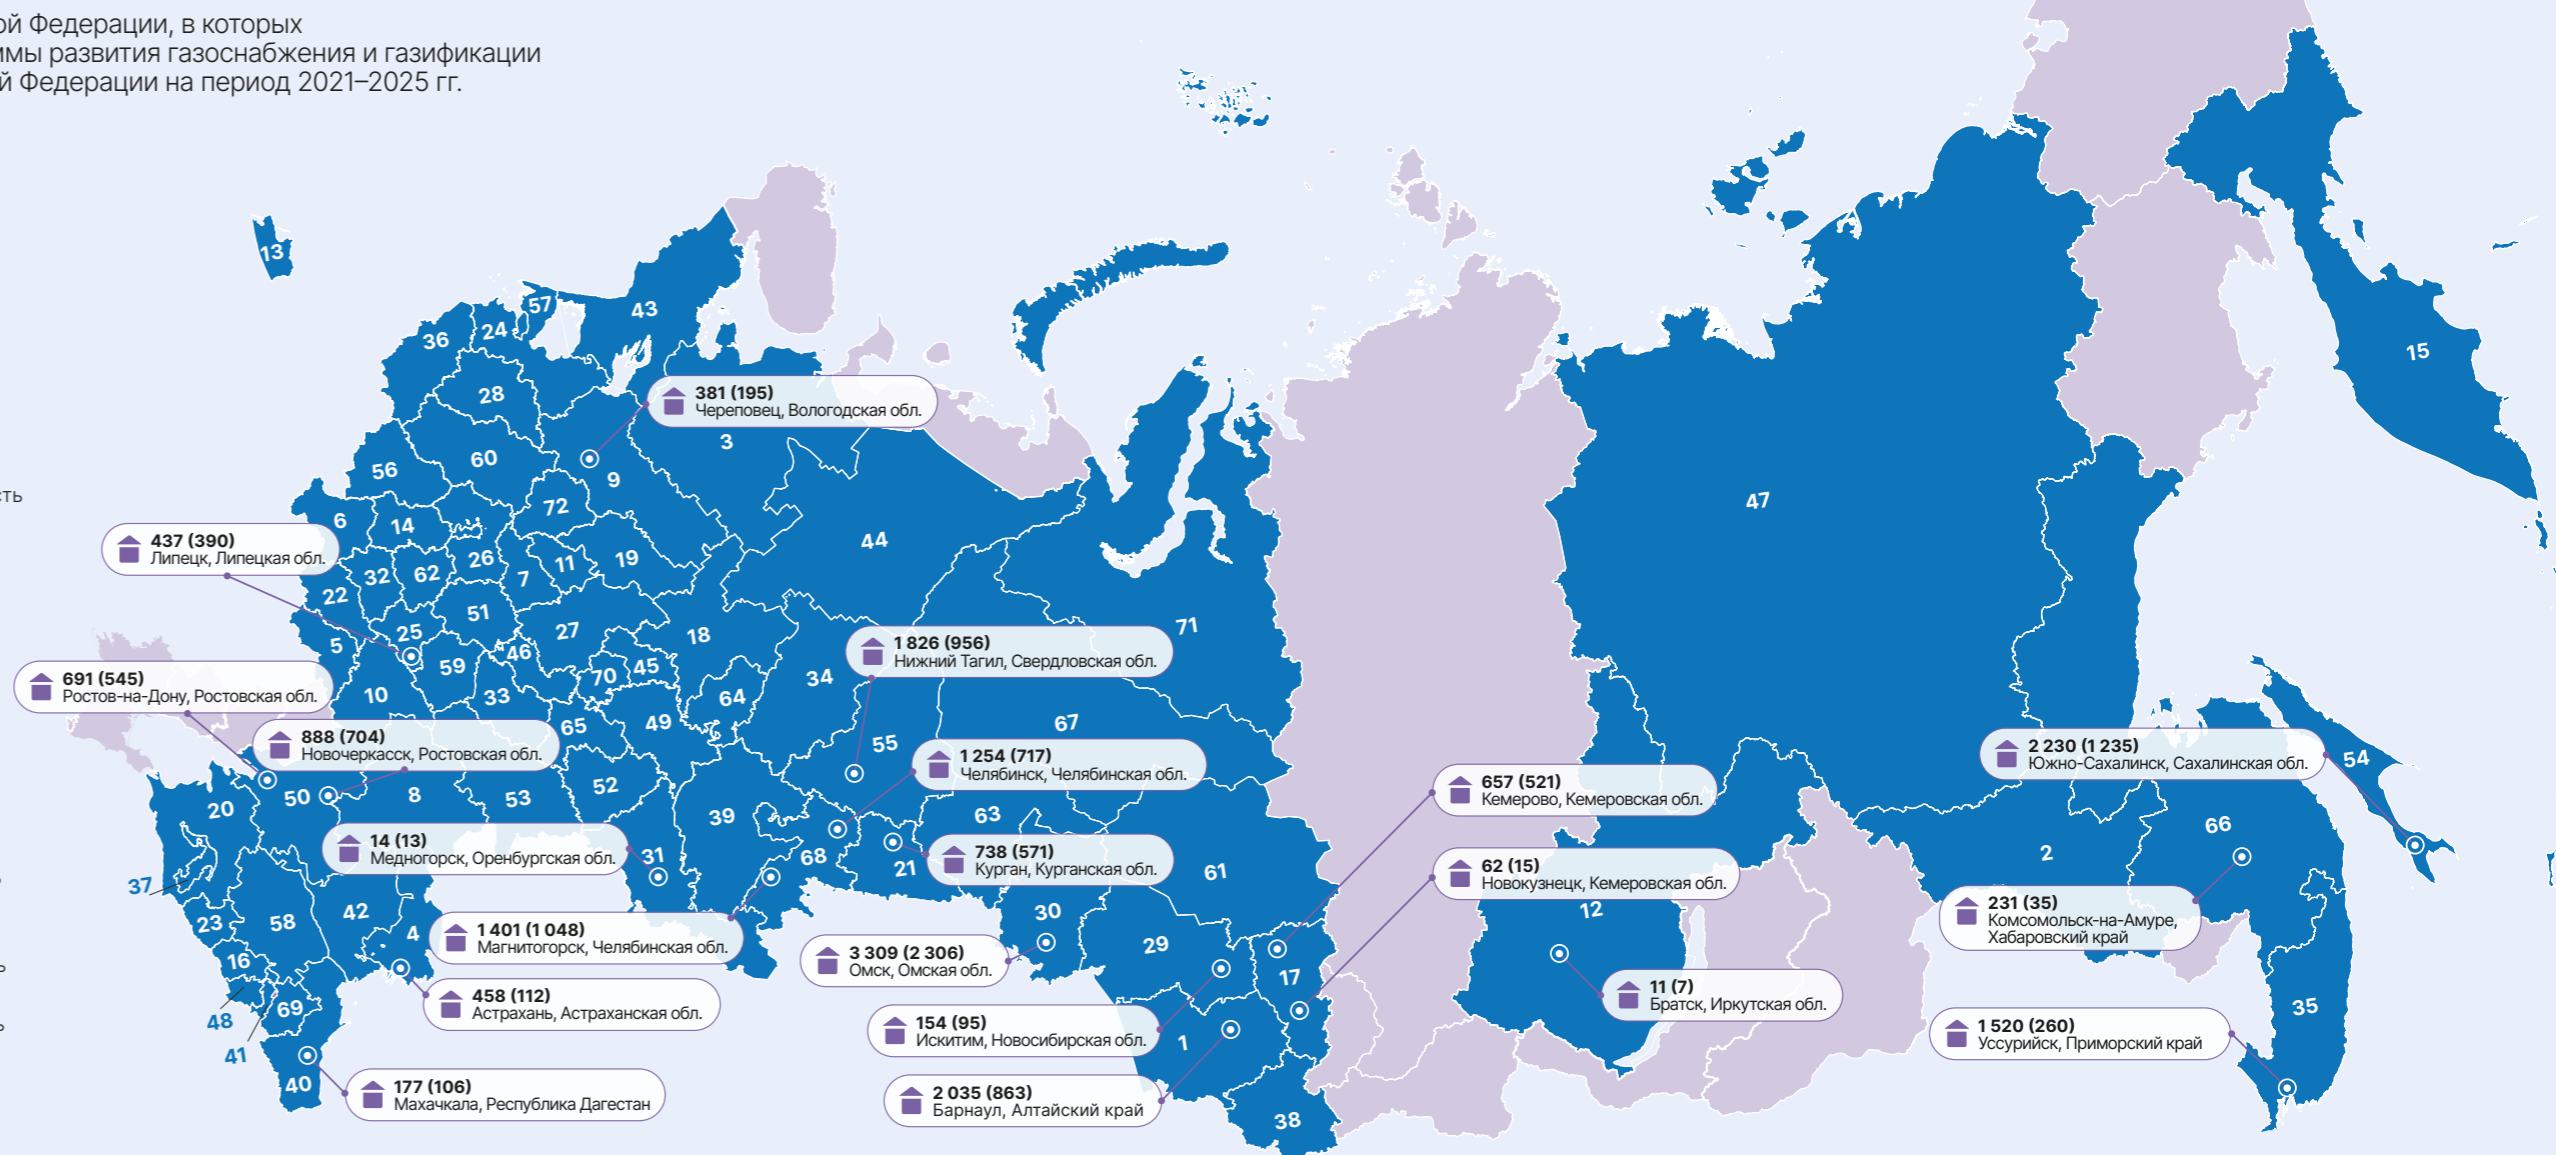 ой Федерации, в которых
ммы развития газоснабжения и газификации
й Федерации на период 2021–2025 гг.
13
57
43
36
24
28
381 (195)
Череповец, Вологодская обл.
3
15
60
56
9
сть
72
47
6
14
437 (390)
Липецк, Липецкая обл.
44
26
11
19
32
62
7
22
51
25
27
18
71
5
46
59
1 826 (956)
Нижний Тагил, Свердловская обл.
70
45
34
691 (545)
Ростов-на-Дону, Ростовская обл.
10
33
64
65
49
67
888 (704)
Новочеркасск, Ростовская обл.
55
1 254 (717)
Челябинск, Челябинская обл.
2 230 (1 235)
Южно-Сахалинск, Сахалинская обл.
54
657 (521)
Кемерово, Кемеровская обл.
50
8
53
52
20
39
63
66
14 (13)
Медногорск, Оренбургская обл.
31
68
21
738 (571)
Курган, Курганская обл.
61
2
62 (15)
Новокузнецк, Кемеровская обл.
37
23
58
42
4
30
12
231 (35)
Комсомольск-на-Амуре,
Хабаровский край
1 401 (1 048)
Магнитогорск, Челябинская обл.
3 309 (2 306)
Омск, Омская обл.
29
16
17
ь
458 (112)
Астрахань, Астраханская обл.
11 (7)
Братск, Иркутская обл.
69
48
35
154 (95)
Искитим, Новосибирская обл.
1
1 520 (260)
Уссурийск, Приморский край
ь
41
40
177 (106)
Махачкала, Республика Дагестан
2 035 (863)
Барнаул, Алтайский край
38